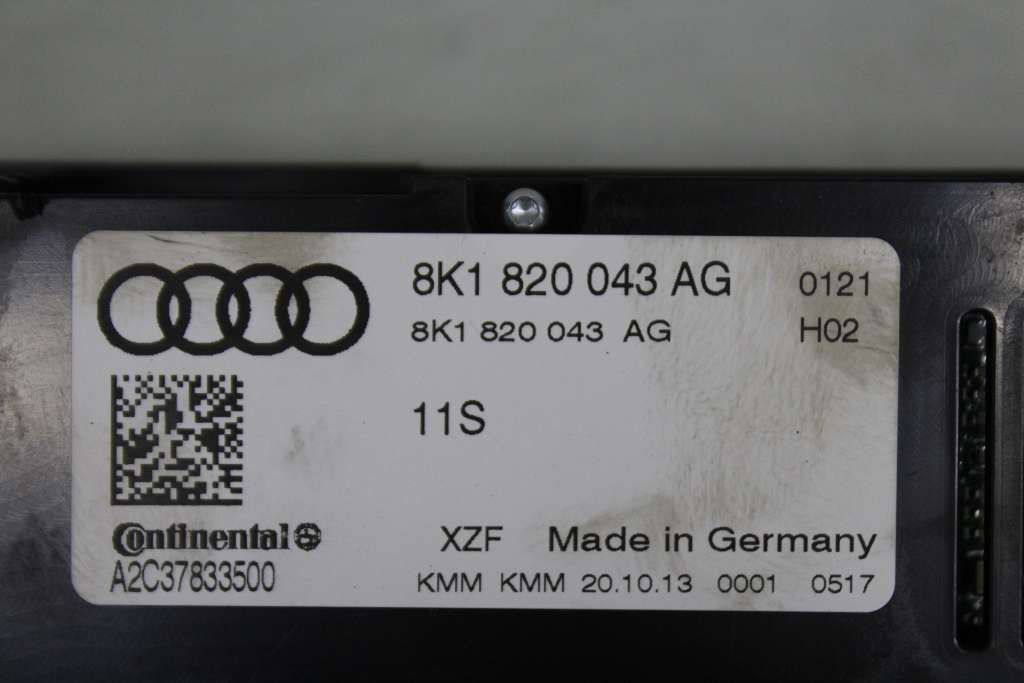 8K1 820 043 AG 0121
8K1 820 043 AG H02
11S
Continental XZF Made in Germany
A2C37833500 KMM KMM 20.10.13 0001 0517